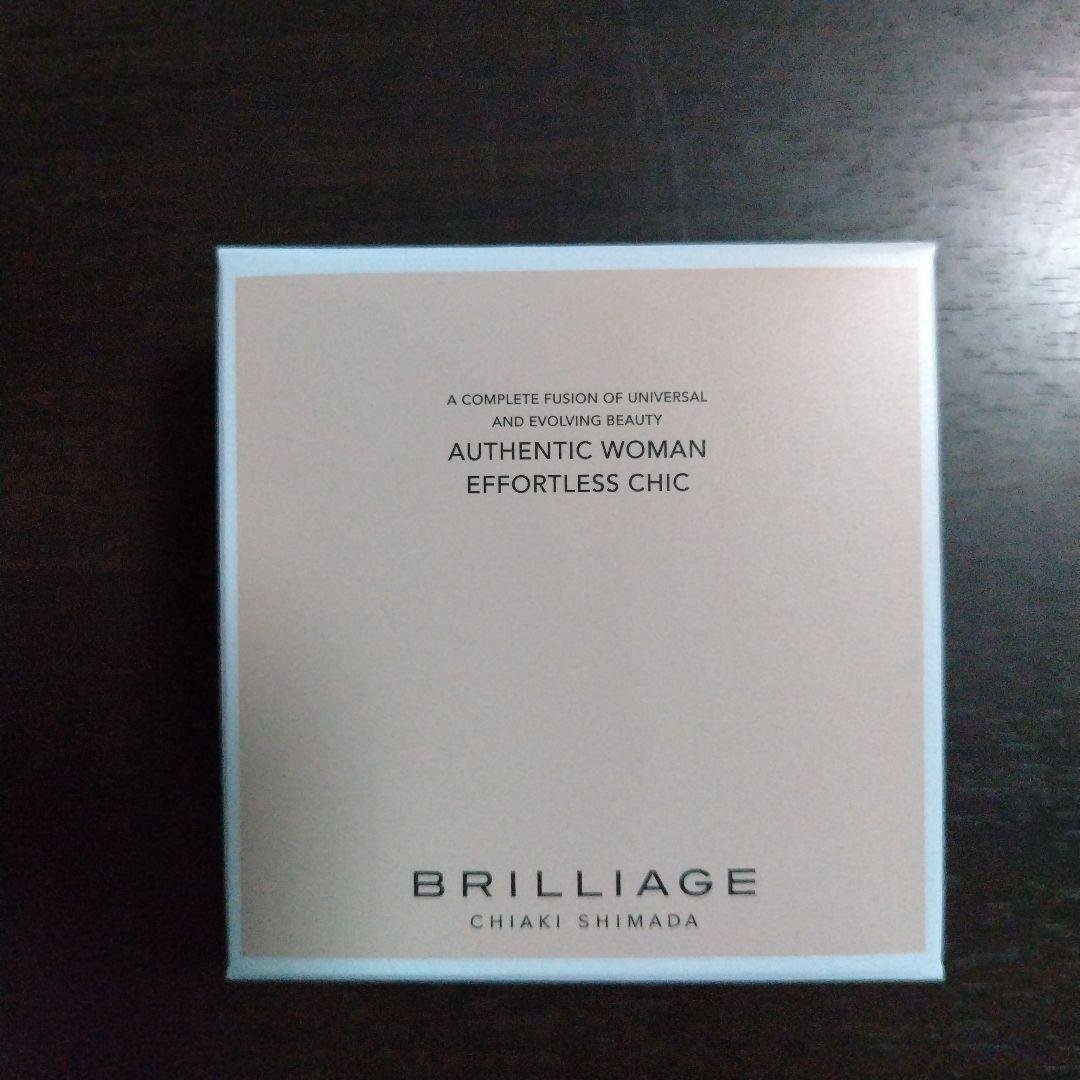 A COMPLETE FUSION OF UNIVERSAL
AND EVOLVING BEAUTY
AUTHENTIC WOMAN
EFFORTLESS CHIC
BRILLIAGE
CHIAKI SHIMADA